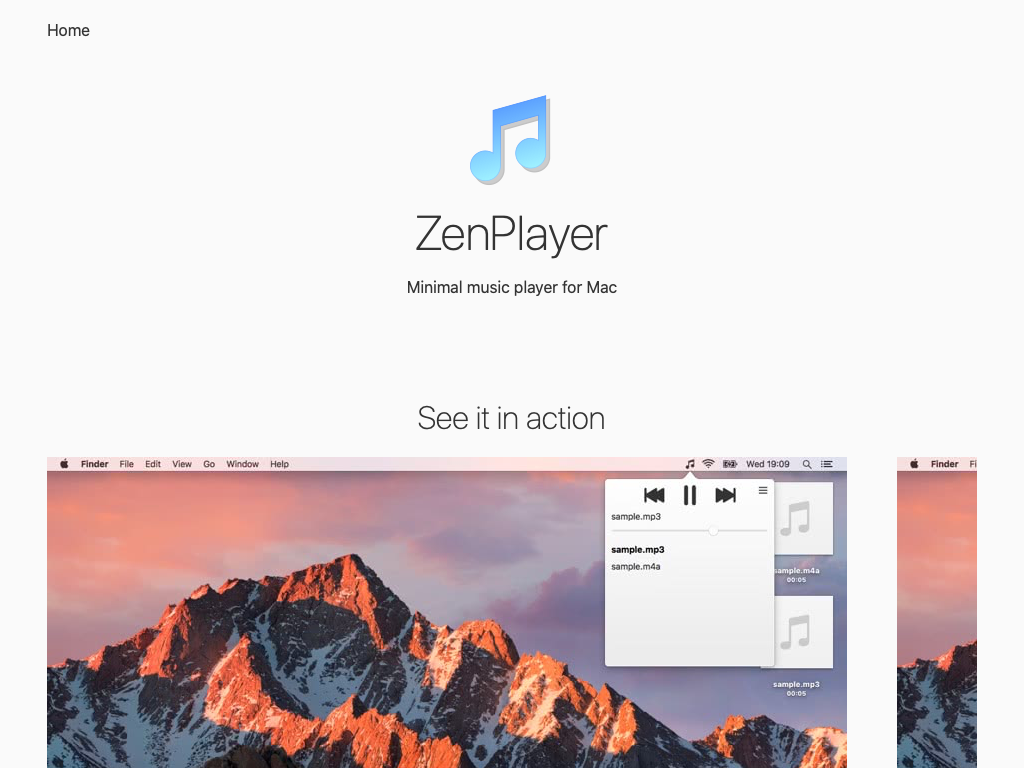 Home
ZenPlayer
Minimal music player for Mac
See it in action
Finder File Edit View Go Window Help Wed 19:09
sample.mp3
sample.mp3
sample.m4a
sample.m4a
00:05
sample.mp3
00:05
Finder Fi